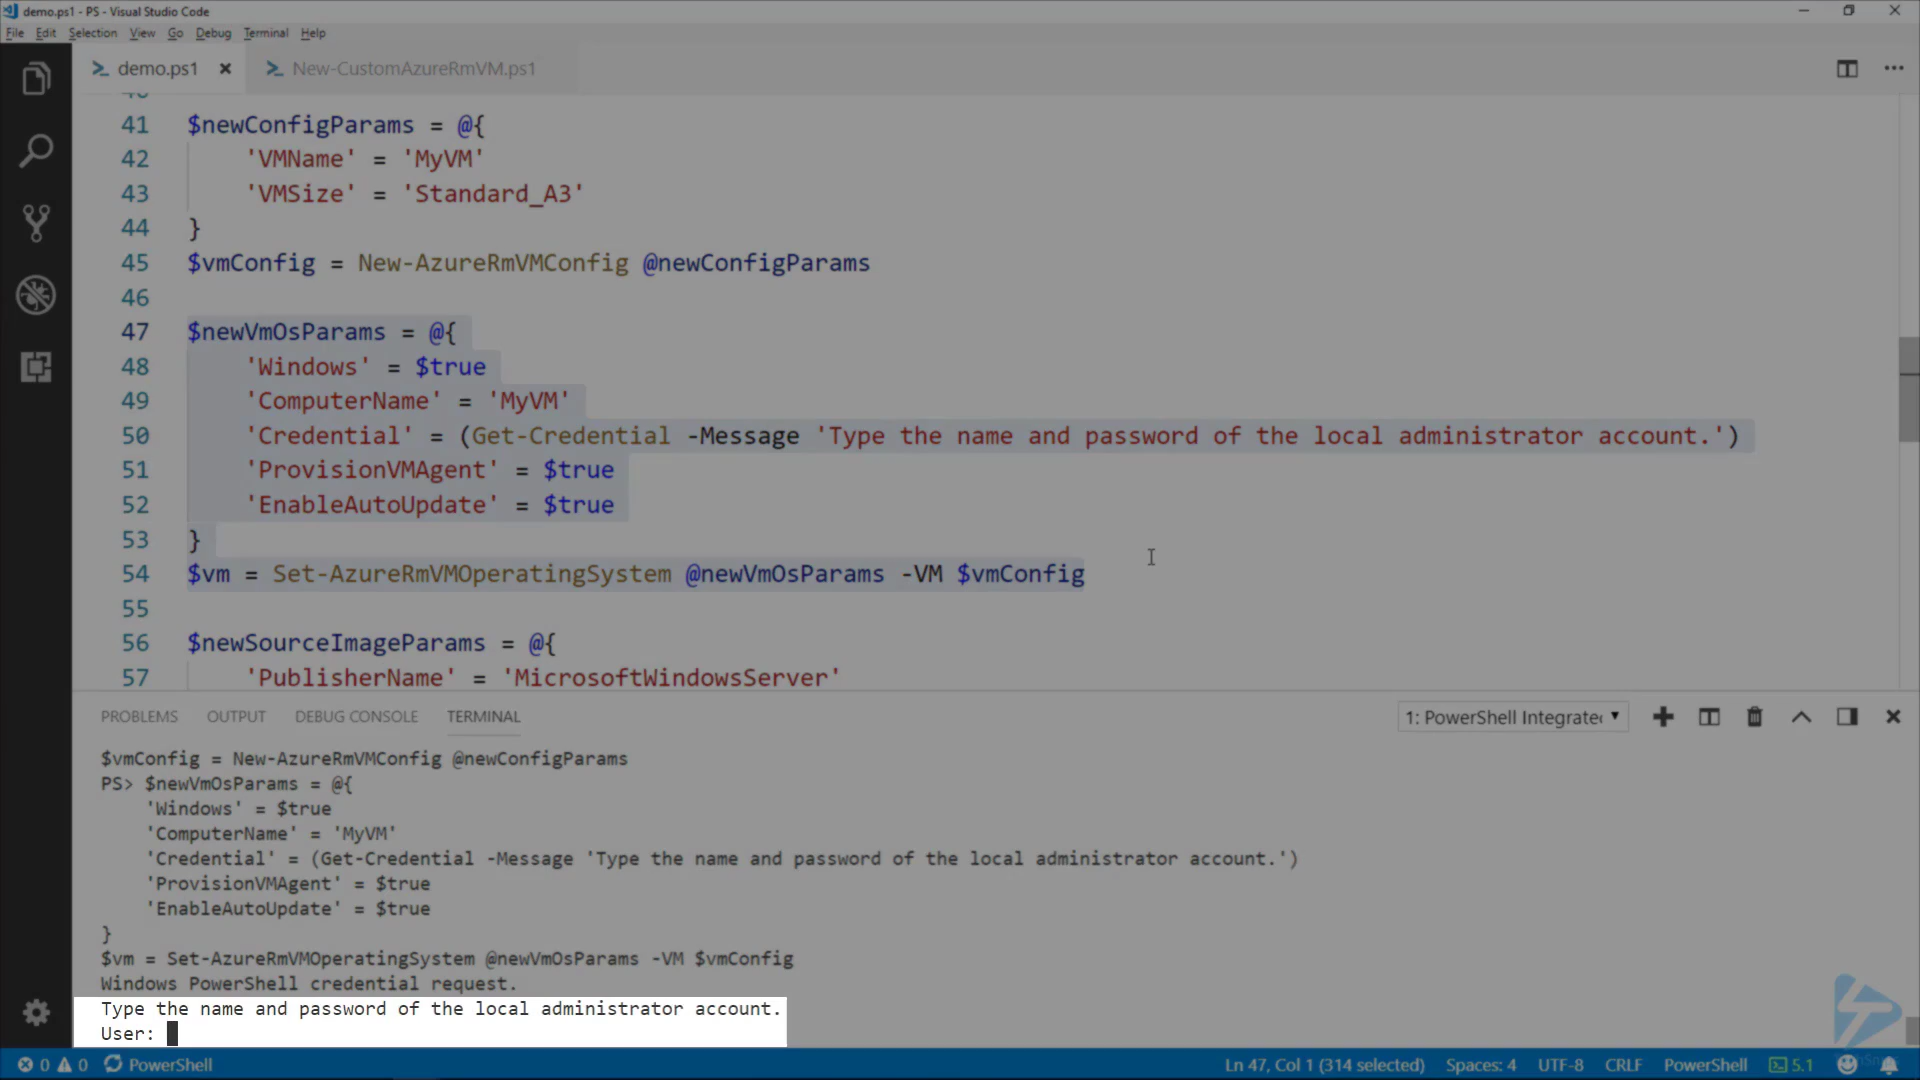 demo.ps1 - PS - Visual Studio Code
File Edit Selection View Go Debug Terminal Help
demo.ps1 New-CustomAzureRmVM.ps1
41 $newConfigParams = @{
42 'VMName' = 'MyVM'
43 'VMSize' = 'Standard_A3'
44 }
45 $vmConfig = New-AzureRmVMConfig @newConfigParams
46
47 $newVmOsParams = @{
48 'Windows' = $true
49 'ComputerName' = 'MyVM'
50 'Credential' = (Get-Credential -Message 'Type the name and password of the local administrator account.')
51 'ProvisionVMAgent' = $true
52 'EnableAutoUpdate' = $true
53 }
54 $vm = Set-AzureRmVMOperatingSystem @newVmOsParams -VM $vmConfig
55
56 $newSourceImageParams = @{
57 'PublisherName' = 'MicrosoftWindowsServer'
PROBLEMS OUTPUT DEBUG CONSOLE TERMINAL 1: PowerShell Integrate
$vmConfig = New-AzureRmVMConfig @newConfigParams
PS> $newVmOsParams = @{
'Windows' = $true
'ComputerName' = 'MyVM'
'Credential' = (Get-Credential -Message 'Type the name and password of the local administrator account.')
'ProvisionVMAgent' = $true
'EnableAutoUpdate' = $true
}
$vm = Set-AzureRmVMOperatingSystem @newVmOsParams -VM $vmConfig
Windows PowerShell credential request.
Type the name and password of the local administrator account.
User:
0 0 PowerShell Ln 47, Col 1 (314 selected) Spaces: 4 UTF-8 CRLF PowerShell 5.1